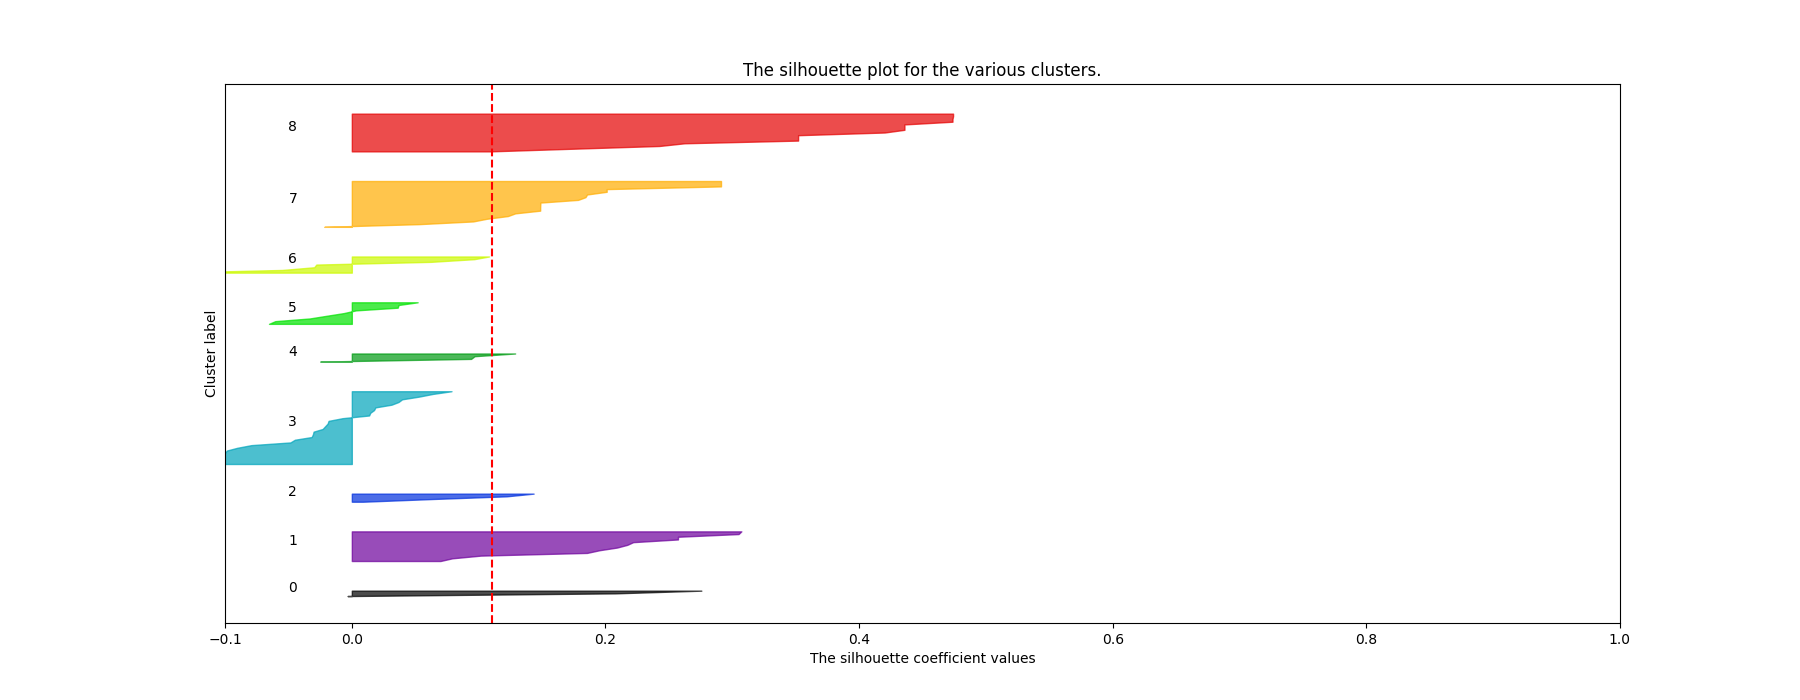 The silhouette plot for the various clusters.
8
7
6
5
4
3
2
1
0
Cluster label
−0.1 0.0 0.2 0.4 0.6 0.8 1.0
The silhouette coefficient values